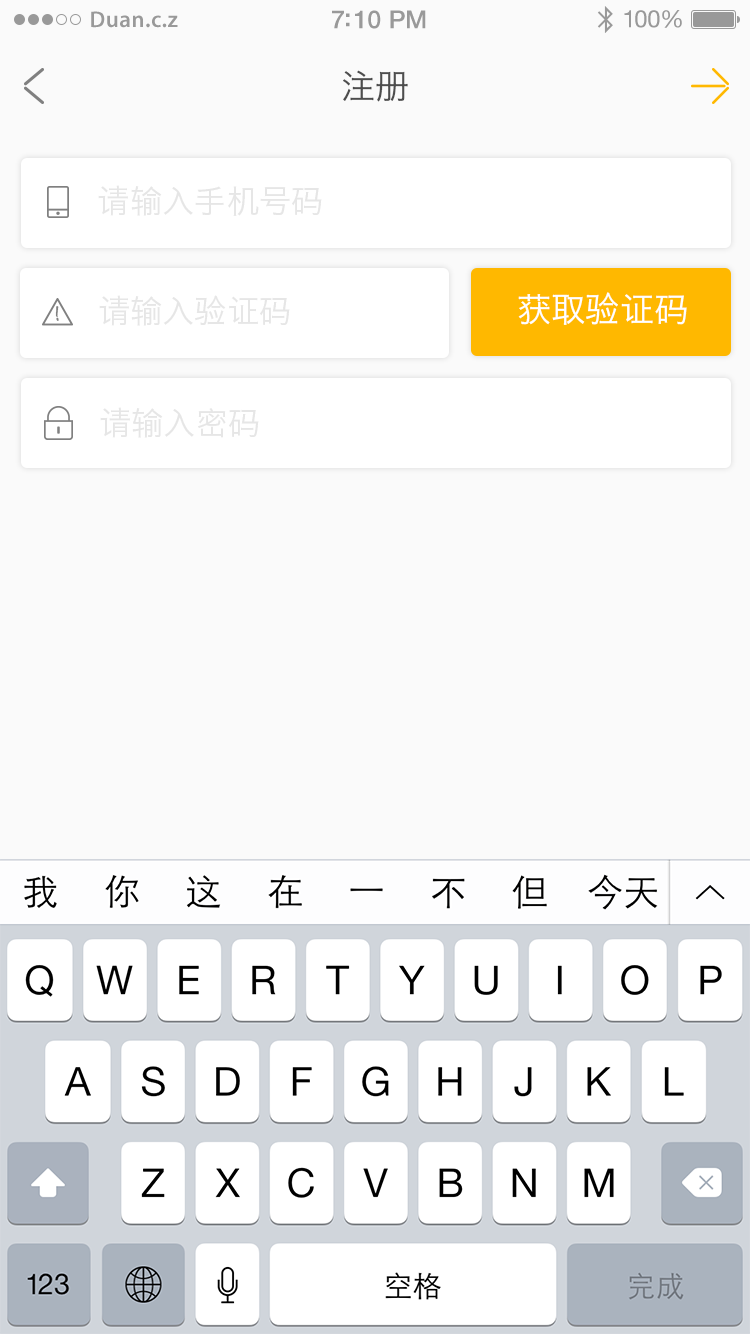 Duan.c.z 7:10 PM 100%
注册
请输入手机号码
请输入验证码 获取验证码
请输入密码
我 你 这 在 一 不 但 今天
Q W E R T Y U I O P
A S D F G H J K L
Z X C V B N M
123 空格 完成